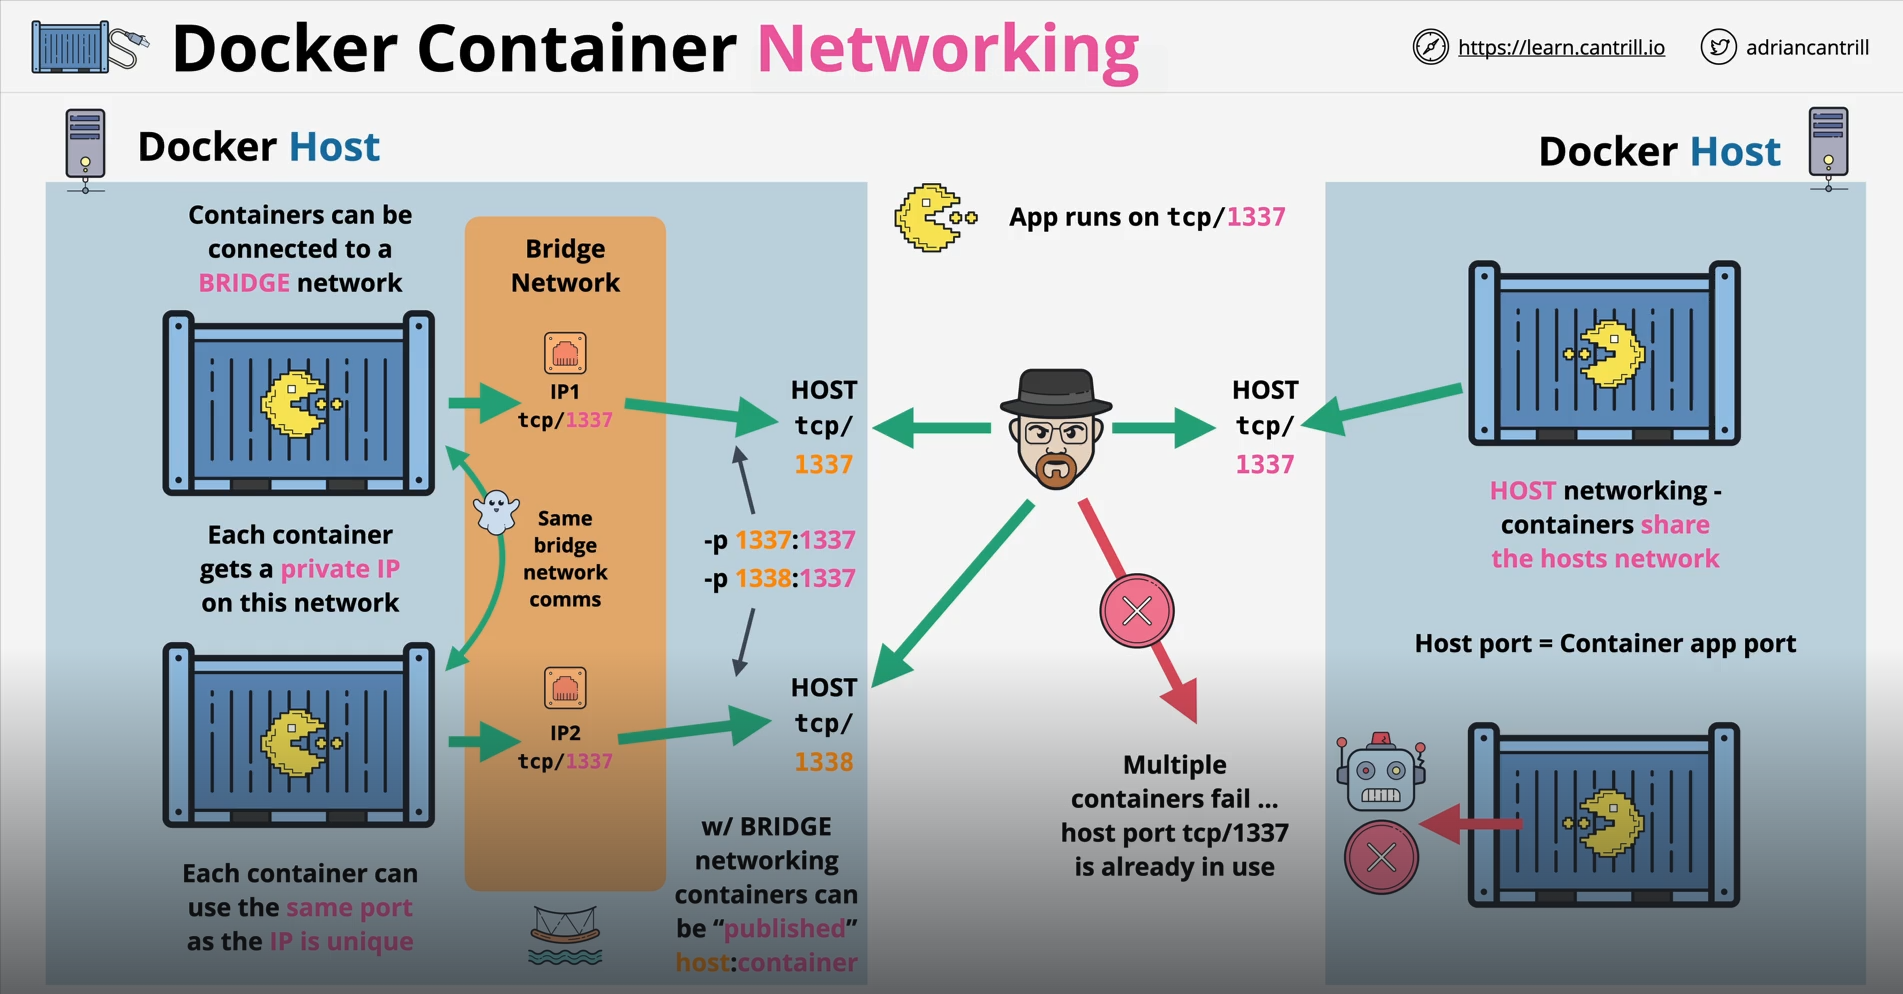 Docker Container Networking
https://learn.cantrill.io
adriancantrill
Docker Host
Containers can be
connected to a
BRIDGE network
Each container
gets a private IP
on this network
Each container can
use the same port
as the IP is unique
Bridge
Network
IP1
tcp/1337
Same
bridge
network
comms
IP2
tcp/1337
HOST
tcp/
1337
-p 1337:1337
-p 1338:1337
HOST
tcp/
1338
w/ BRIDGE
networking
containers can
be “published”
host:container
App runs on tcp/1337
Multiple
containers fail ...
host port tcp/1337
is already in use
HOST
tcp/
1337
Docker Host
HOST networking -
containers share
the hosts network
Host port = Container app port